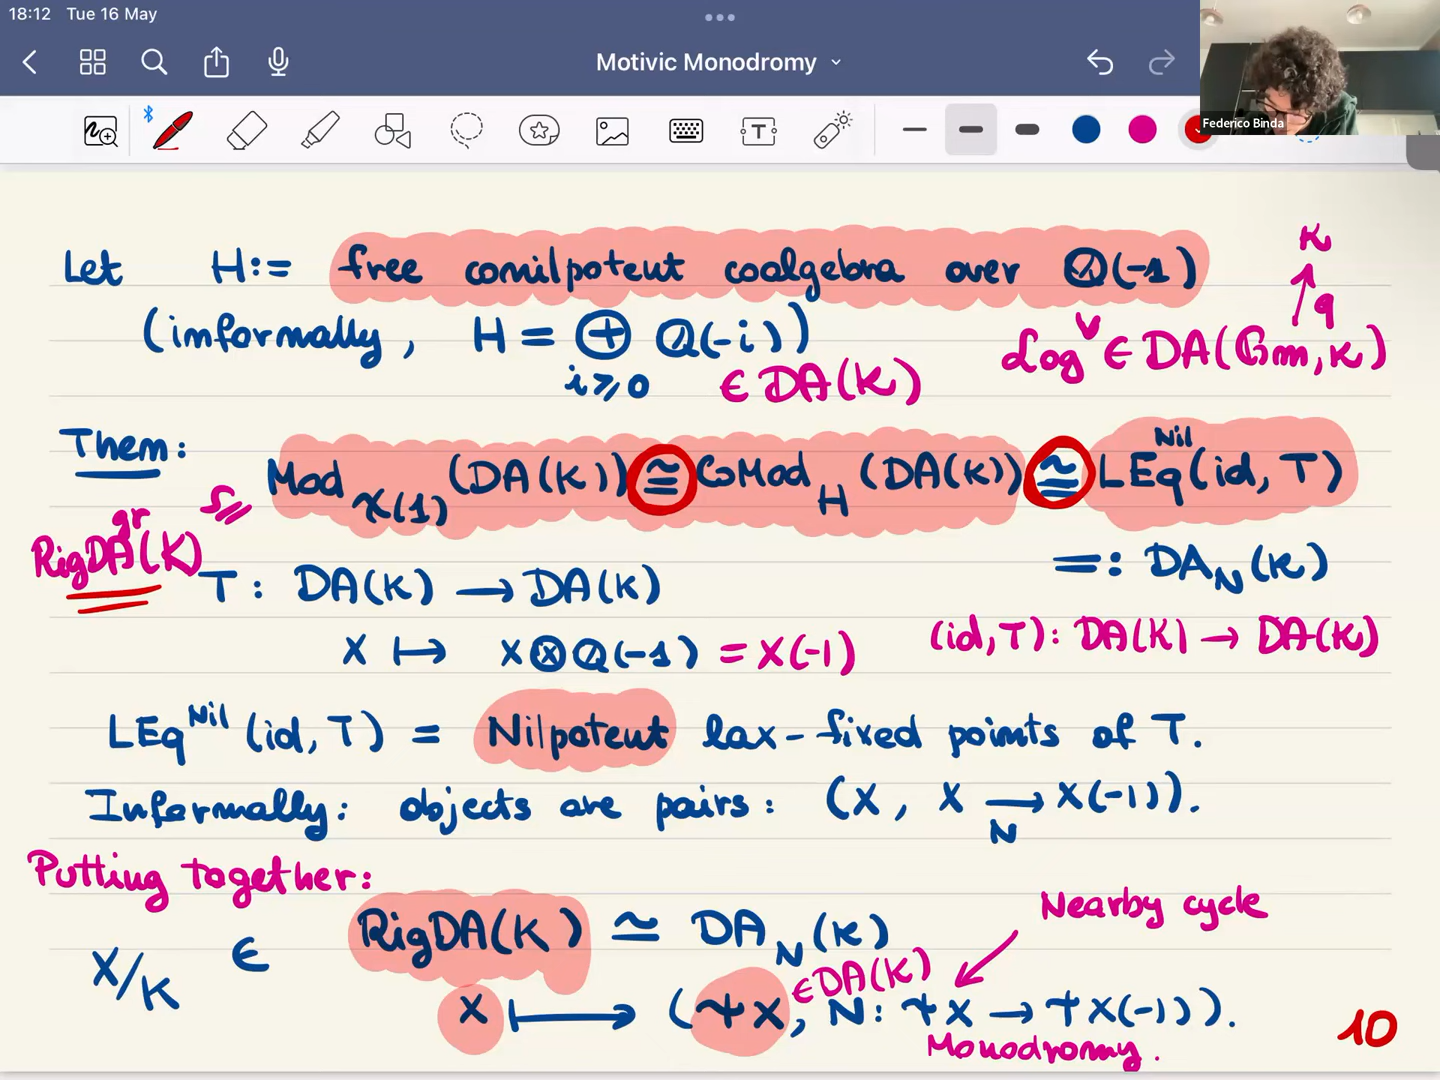 18:12 Tue 16 May
Motivic Monodromy
Federico Binda
Let H:= free conilpotent coalgebra over Q(-1)
(informally, H = ⊕ Q(-i))
i≥0 ∈ DA(K)
K
↑ q
Log^∨ ∈ DA(Gm, K)
Then: Mod_χ(1) (DA(K)) ≅ CoMod_H (DA(K)) ≅ LEq^Nil (id, T)
RigDA^gr(K)
=: DA_N(K)
T: DA(K) → DA(K)
X ↦ X⊗Q(-1) = X(-1)
(id,T): DA(K) → DA(K)
LEq^Nil (id, T) = Nilpotent lax-fixed points of T.
Informally: objects are pairs: (X, X →_N X(-1)).
Putting together:
Nearby cycle
X/K ∈ RigDA(K) ≃ DA_N(K)
∈DA(K)
X ↦ (ΨX, N: ΨX → ΨX(-1)).
Monodromy.
10